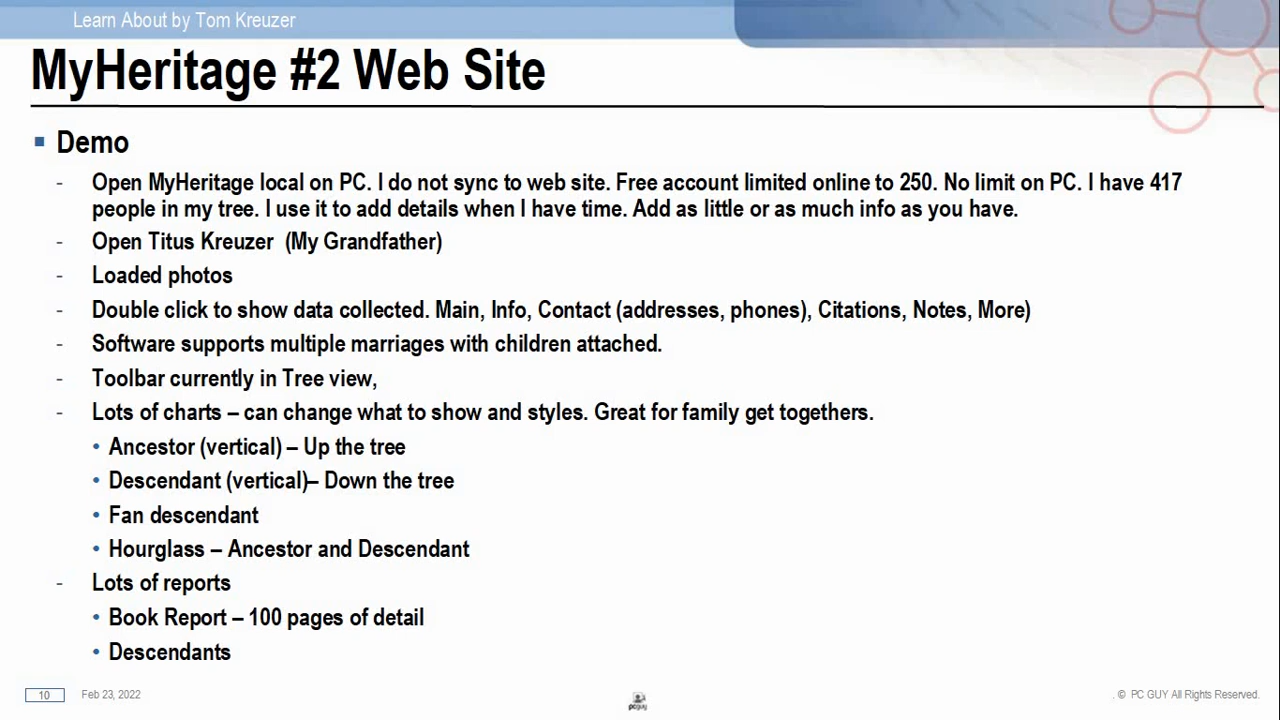 Learn About by Tom Kreuzer
MyHeritage #2 Web Site
▪ Demo
- Open MyHeritage local on PC. I do not sync to web site. Free account limited online to 250. No limit on PC. I have 417
people in my tree. I use it to add details when I have time. Add as little or as much info as you have.
- Open Titus Kreuzer (My Grandfather)
- Loaded photos
- Double click to show data collected. Main, Info, Contact (addresses, phones), Citations, Notes, More)
- Software supports multiple marriages with children attached.
- Toolbar currently in Tree view,
- Lots of charts – can change what to show and styles. Great for family get togethers.
• Ancestor (vertical) – Up the tree
• Descendant (vertical)– Down the tree
• Fan descendant
• Hourglass – Ancestor and Descendant
- Lots of reports
• Book Report – 100 pages of detail
• Descendants
10 Feb 23, 2022 pcguy . © PC GUY All Rights Reserved.